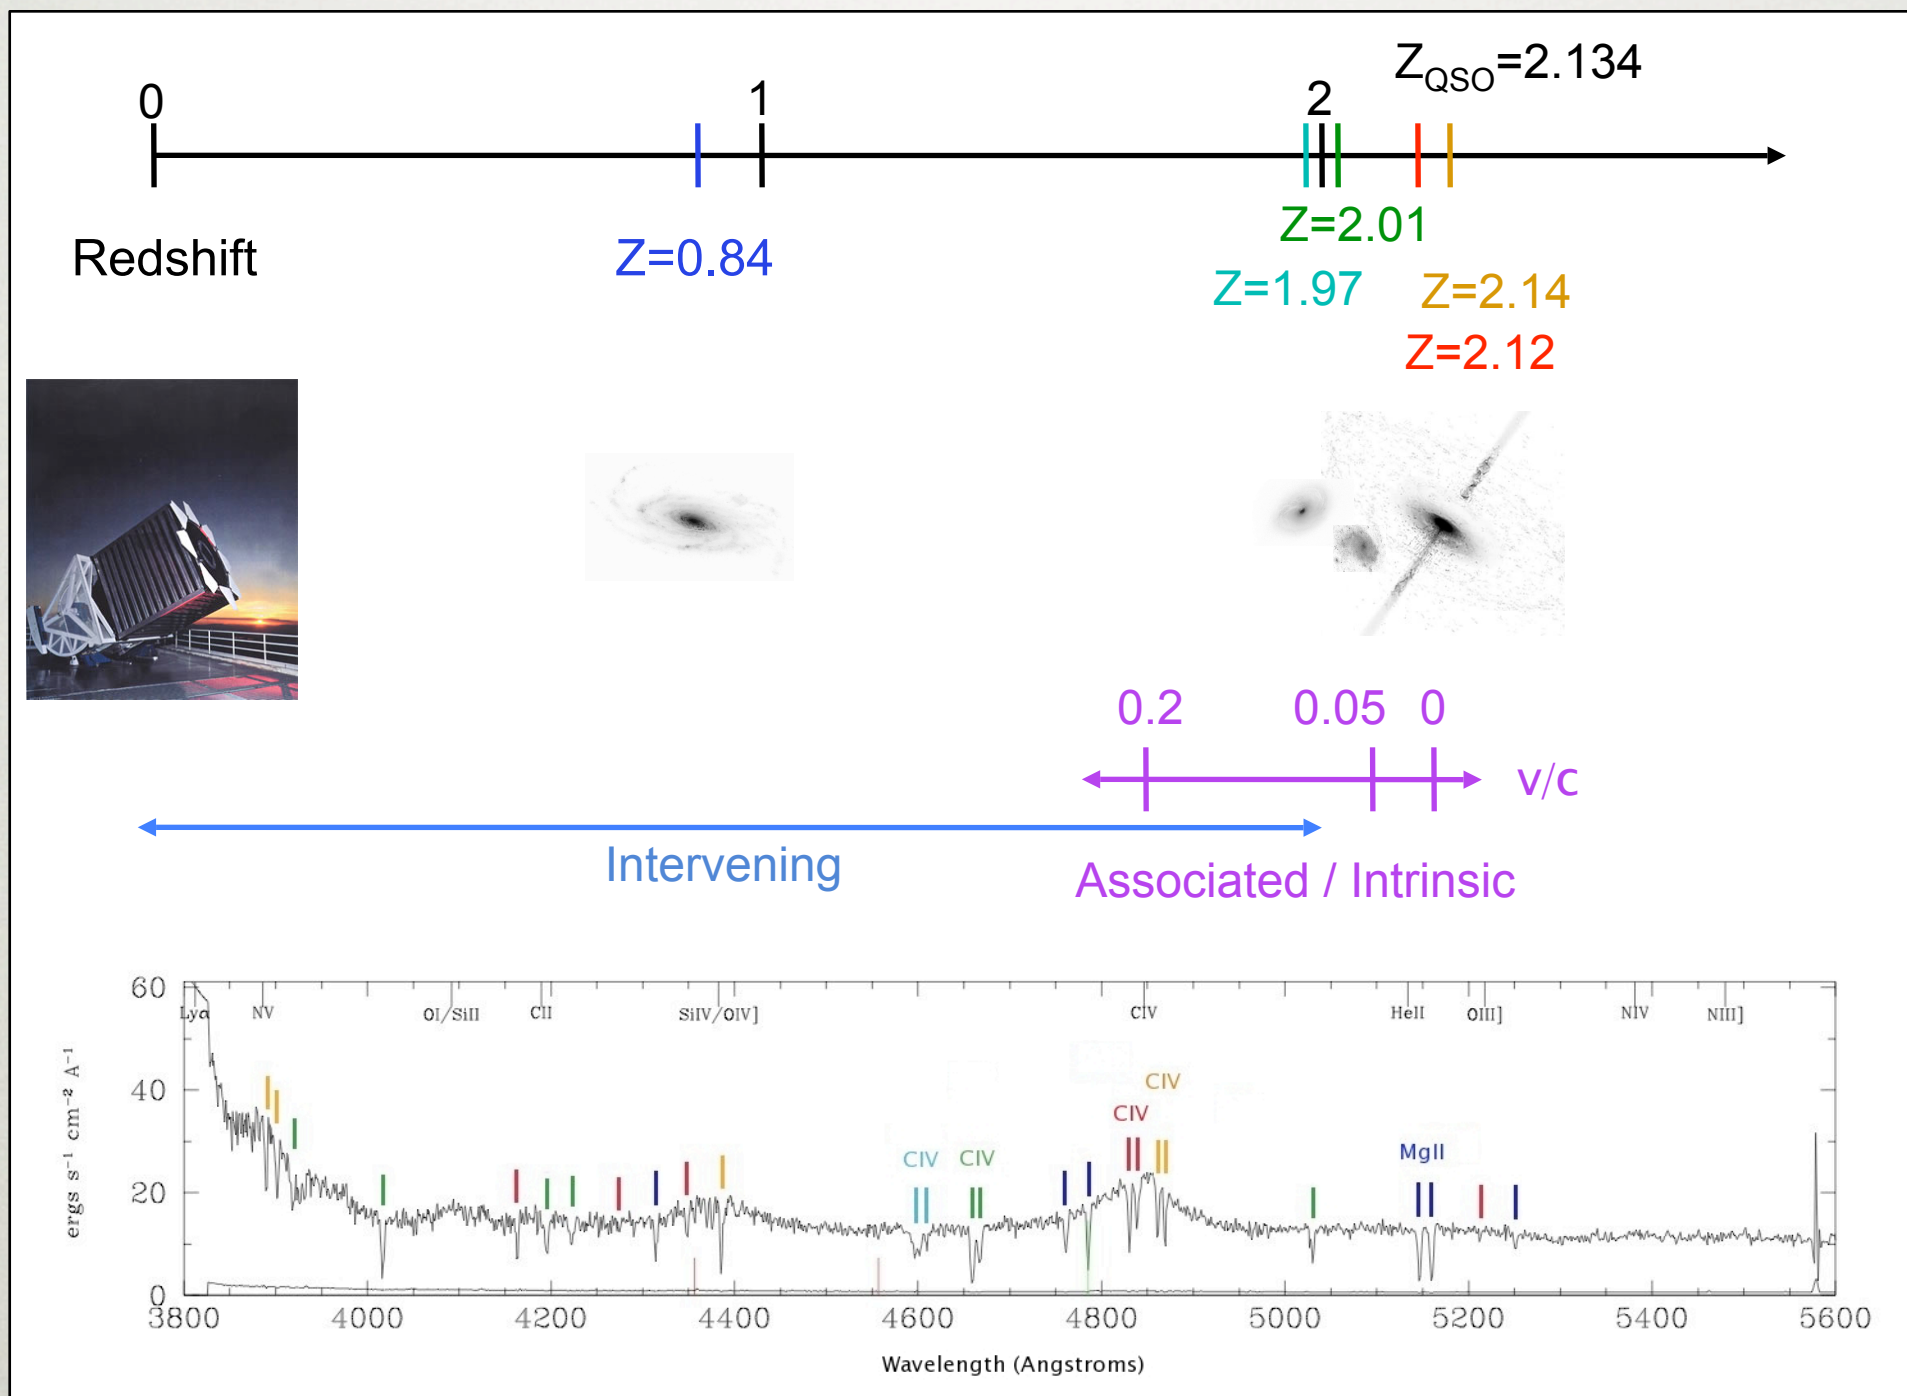 Z_QSO=2.134
0 1 2
Redshift
Z=0.84
Z=2.01
Z=1.97
Z=2.14
Z=2.12
0.2 0.05 0
v/c
Intervening
Associated / Intrinsic
60
40
20
0
ergs s⁻¹ cm⁻² A⁻¹
Lyα NV OI/SiII CII SiIV/OIV] CIV HeII OIII] NIV NIII]
CIV
CIV
CIV CIV MgII
3800 4000 4200 4400 4600 4800 5000 5200 5400 5600
Wavelength (Angstroms)